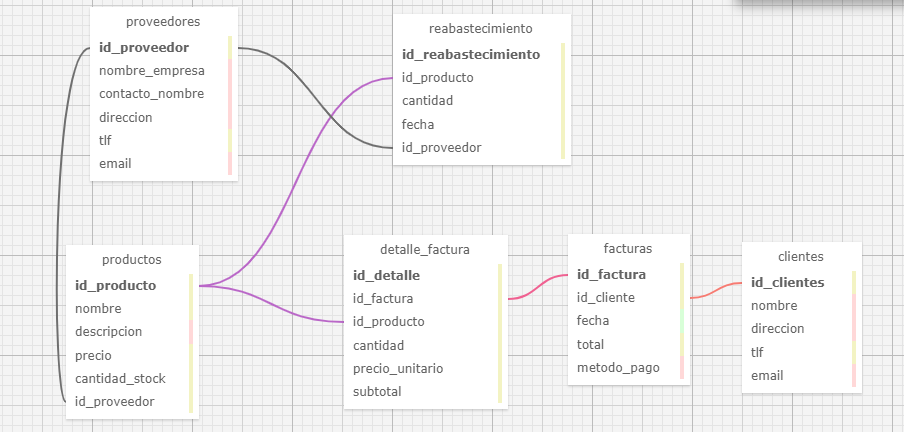 proveedores
id_proveedor
nombre_empresa
contacto_nombre
direccion
tlf
email
reabastecimiento
id_reabastecimiento
id_producto
cantidad
fecha
id_proveedor
productos
id_producto
nombre
descripcion
precio
cantidad_stock
id_proveedor
detalle_factura
id_detalle
id_factura
id_producto
cantidad
precio_unitario
subtotal
facturas
id_factura
id_cliente
fecha
total
metodo_pago
clientes
id_clientes
nombre
direccion
tlf
email